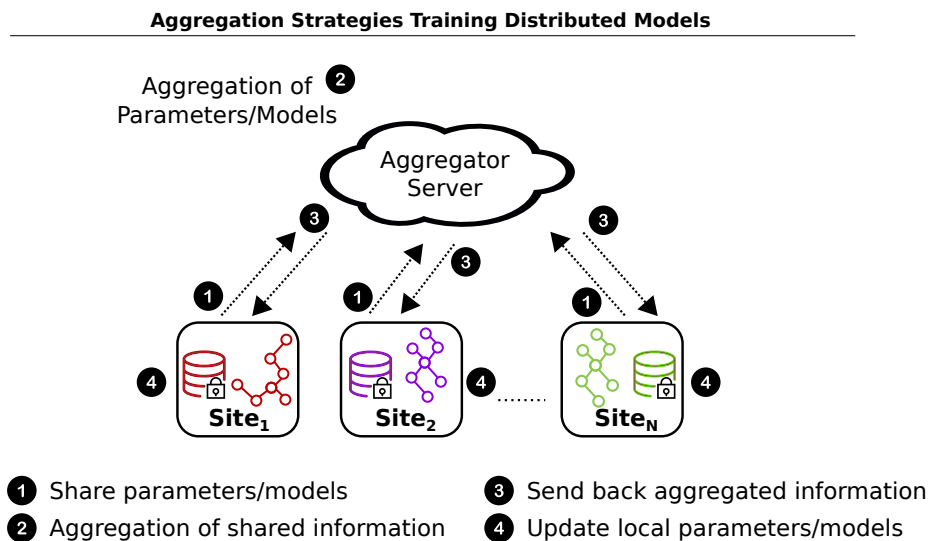 Aggregation Strategies Training Distributed Models
Aggregation of 2
Parameters/Models
Aggregator
Server
3
3
3
1
1
1
4
4
4
Site1
Site2
SiteN
1 Share parameters/models
2 Aggregation of shared information
3 Send back aggregated information
4 Update local parameters/models